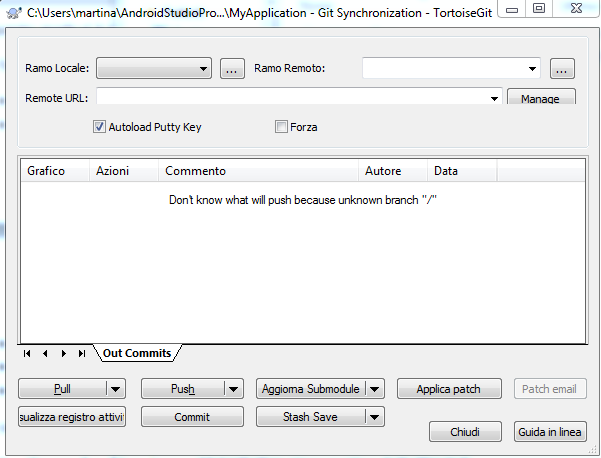 C:\Users\martina\AndroidStudioPro...\MyApplication - Git Synchronization - TortoiseGit
Ramo Locale: ... Ramo Remoto: ...
Remote URL: Manage
Autoload Putty Key Forza
Grafico Azioni Commento Autore Data
Don't know what will push because unknown branch "/"
Out Commits
Pull Push Aggiorna Submodule Applica patch Patch email
sualizza registro attivit Commit Stash Save
Chiudi Guida in linea